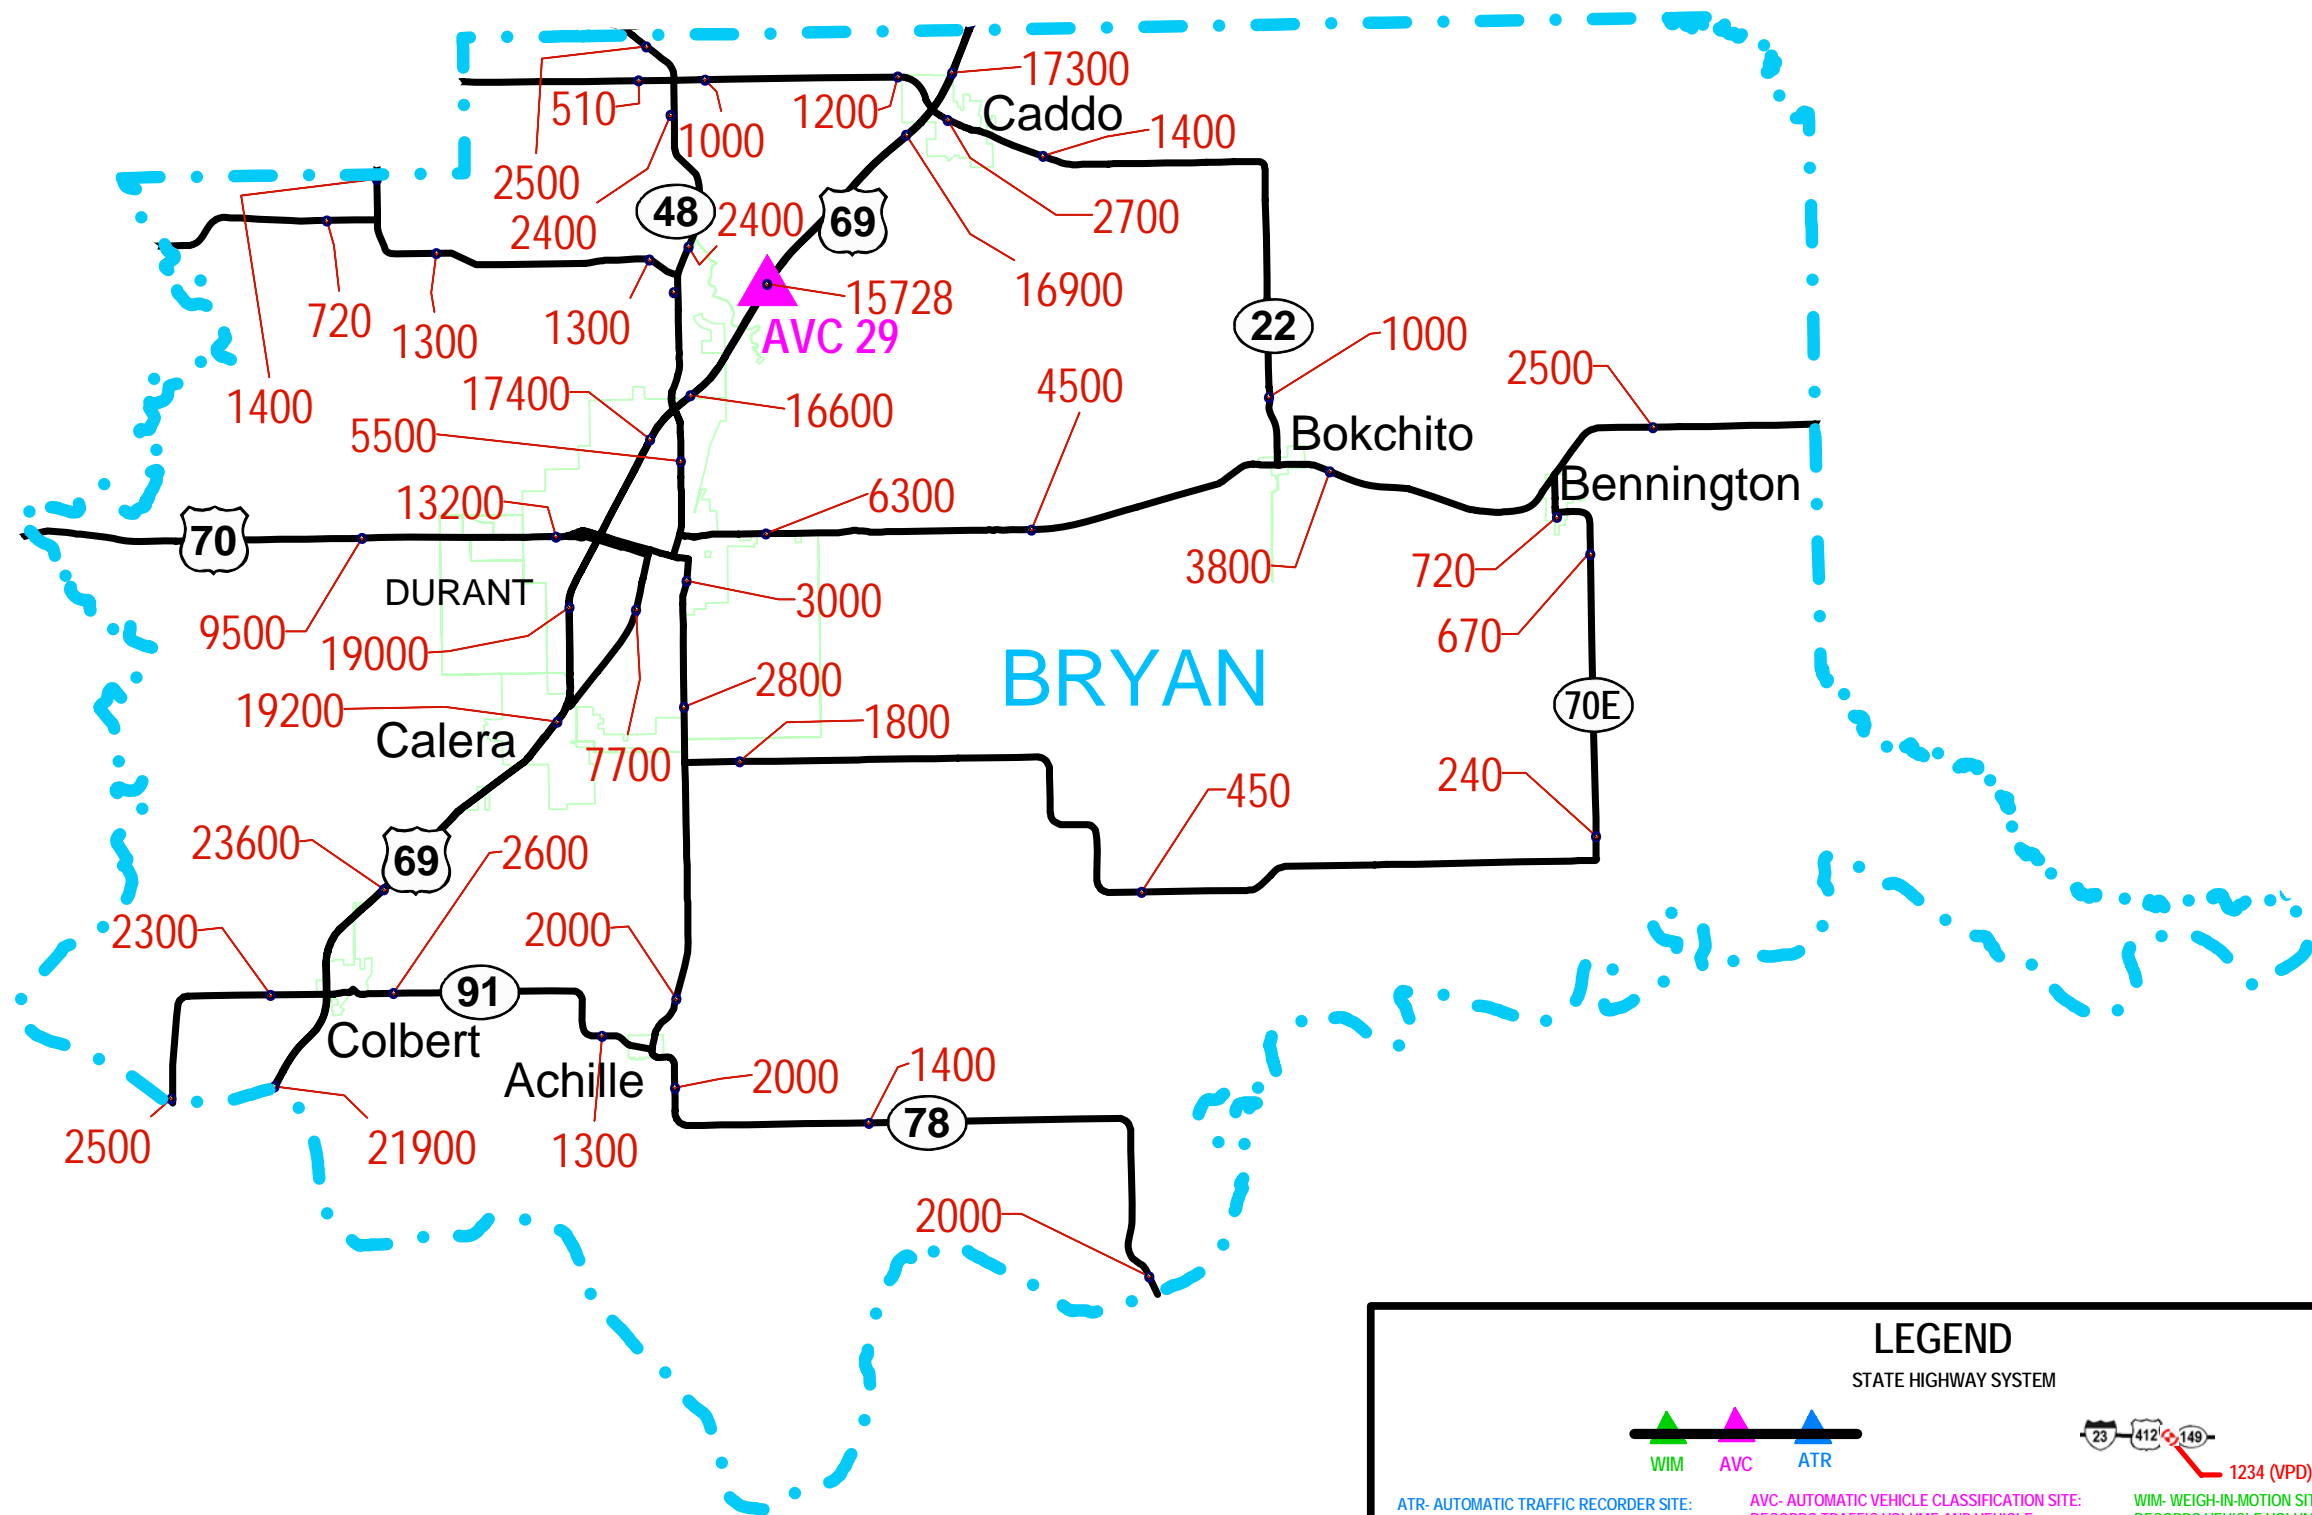 17300
510
1200
Caddo
1000
1400
2500
2400
48
2400
69
2700
16900
15728
720
1300
1300
AVC 29
22
1000
1400
17400
16600
4500
2500
5500
Bokchito
Bennington
13200
6300
70
3800
720
DURANT
3000
9500
19000
670
BRYAN
2800
70E
19200
1800
Calera
7700
450
240
23600
69
2600
2300
2000
91
Colbert
Achille
2000
1400
78
2500
21900
1300
2000
LEGEND
STATE HIGHWAY SYSTEM
WIM AVC ATR
23 412 149
1234 (VPD)
ATR- AUTOMATIC TRAFFIC RECORDER SITE:
AVC- AUTOMATIC VEHICLE CLASSIFICATION SITE:
WIM- WEIGH-IN-MOTION